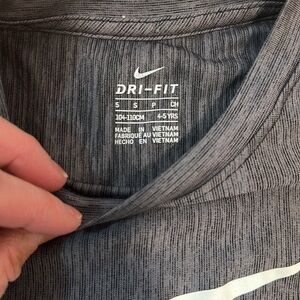 DRI-FIT
S S P CH
104-110CM 4-5 YRS
MADE IN VIETNAM
FABRIQUÉ AU VIETNAM
HECHO EN VIETNAM